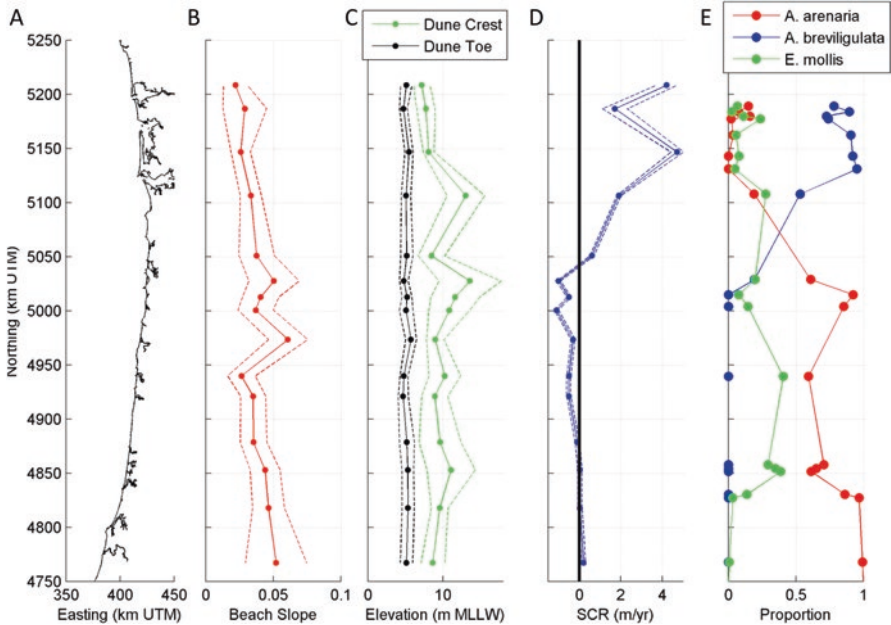 A B C D E
Dune Crest
Dune Toe
A. arenaria
A. breviligulata
E. mollis
Northing (km UTM)
5250
5200
5150
5100
5050
5000
4950
4900
4850
4800
4750
350 400 450
0 0.05 0.1
0 10
0 2 4
0 0.5 1
Easting (km UTM) Beach Slope Elevation (m MLLW) SCR (m/yr) Proportion